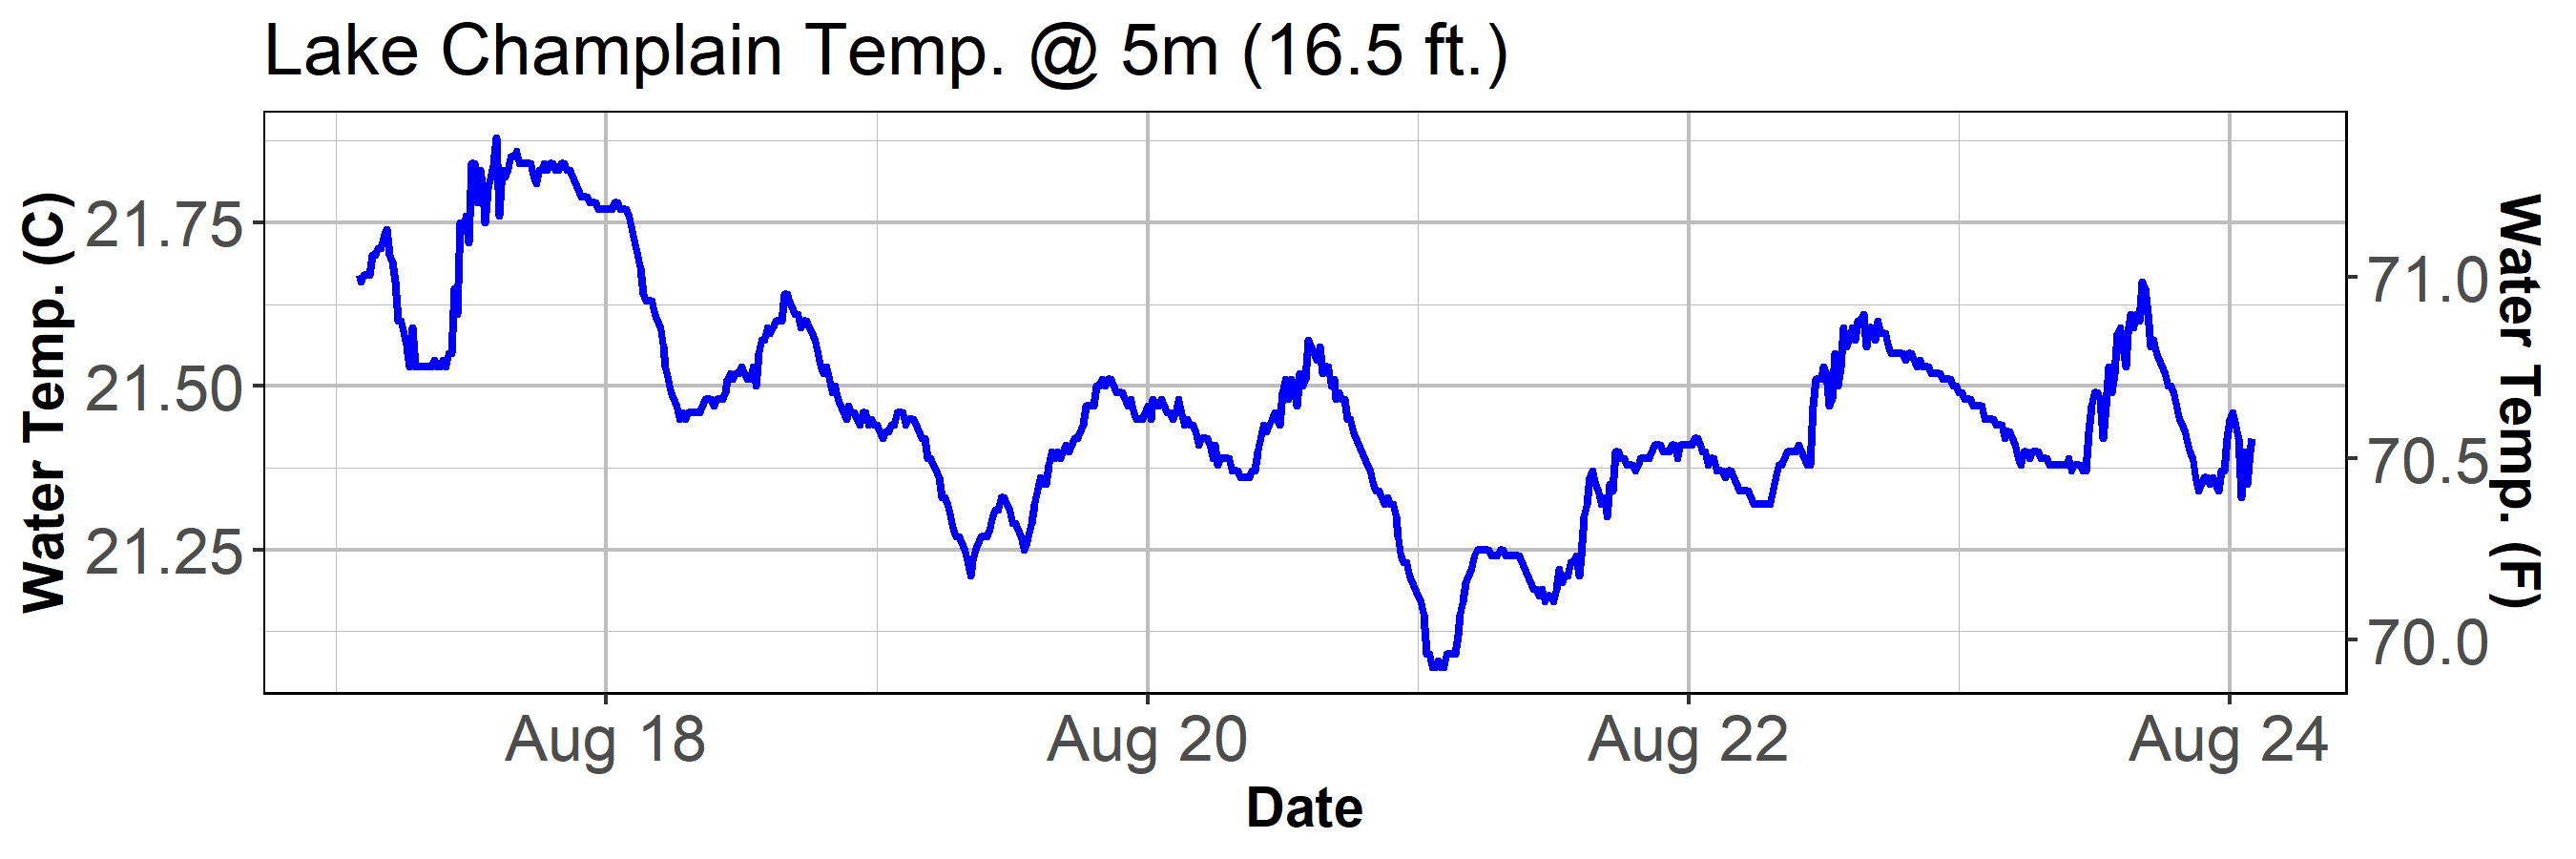 Lake Champlain Temp. @ 5m (16.5 ft.)
Water Temp. (C)
21.75
21.50
21.25
71.0
70.5
70.0
Water Temp. (F)
Aug 18
Aug 20
Aug 22
Aug 24
Date